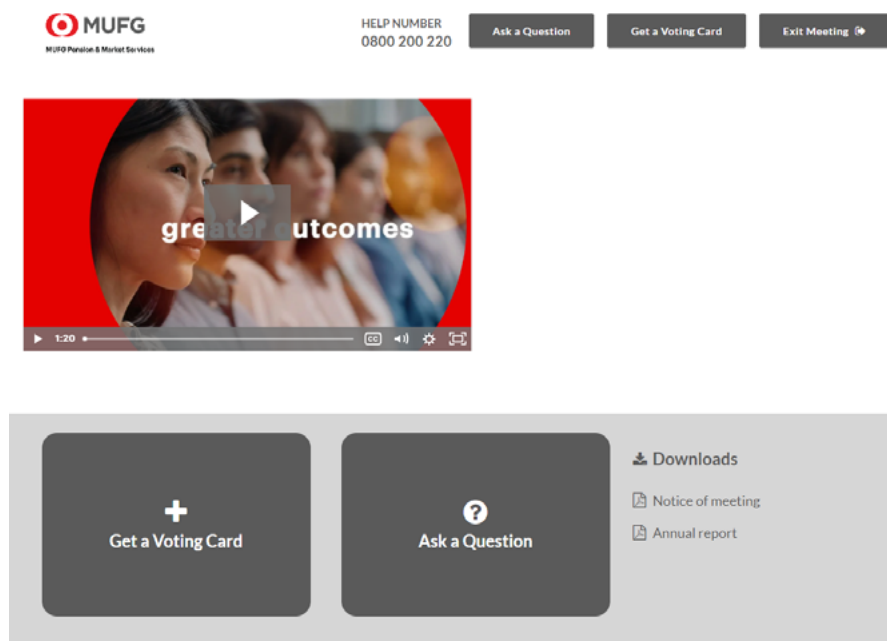 MUFG
MUFG Pension & Market Services
HELP NUMBER
0800 200 220
Ask a Question
Get a Voting Card
Exit Meeting
greater outcomes
1:20
CC
Get a Voting Card
Ask a Question
Downloads
Notice of meeting
Annual report